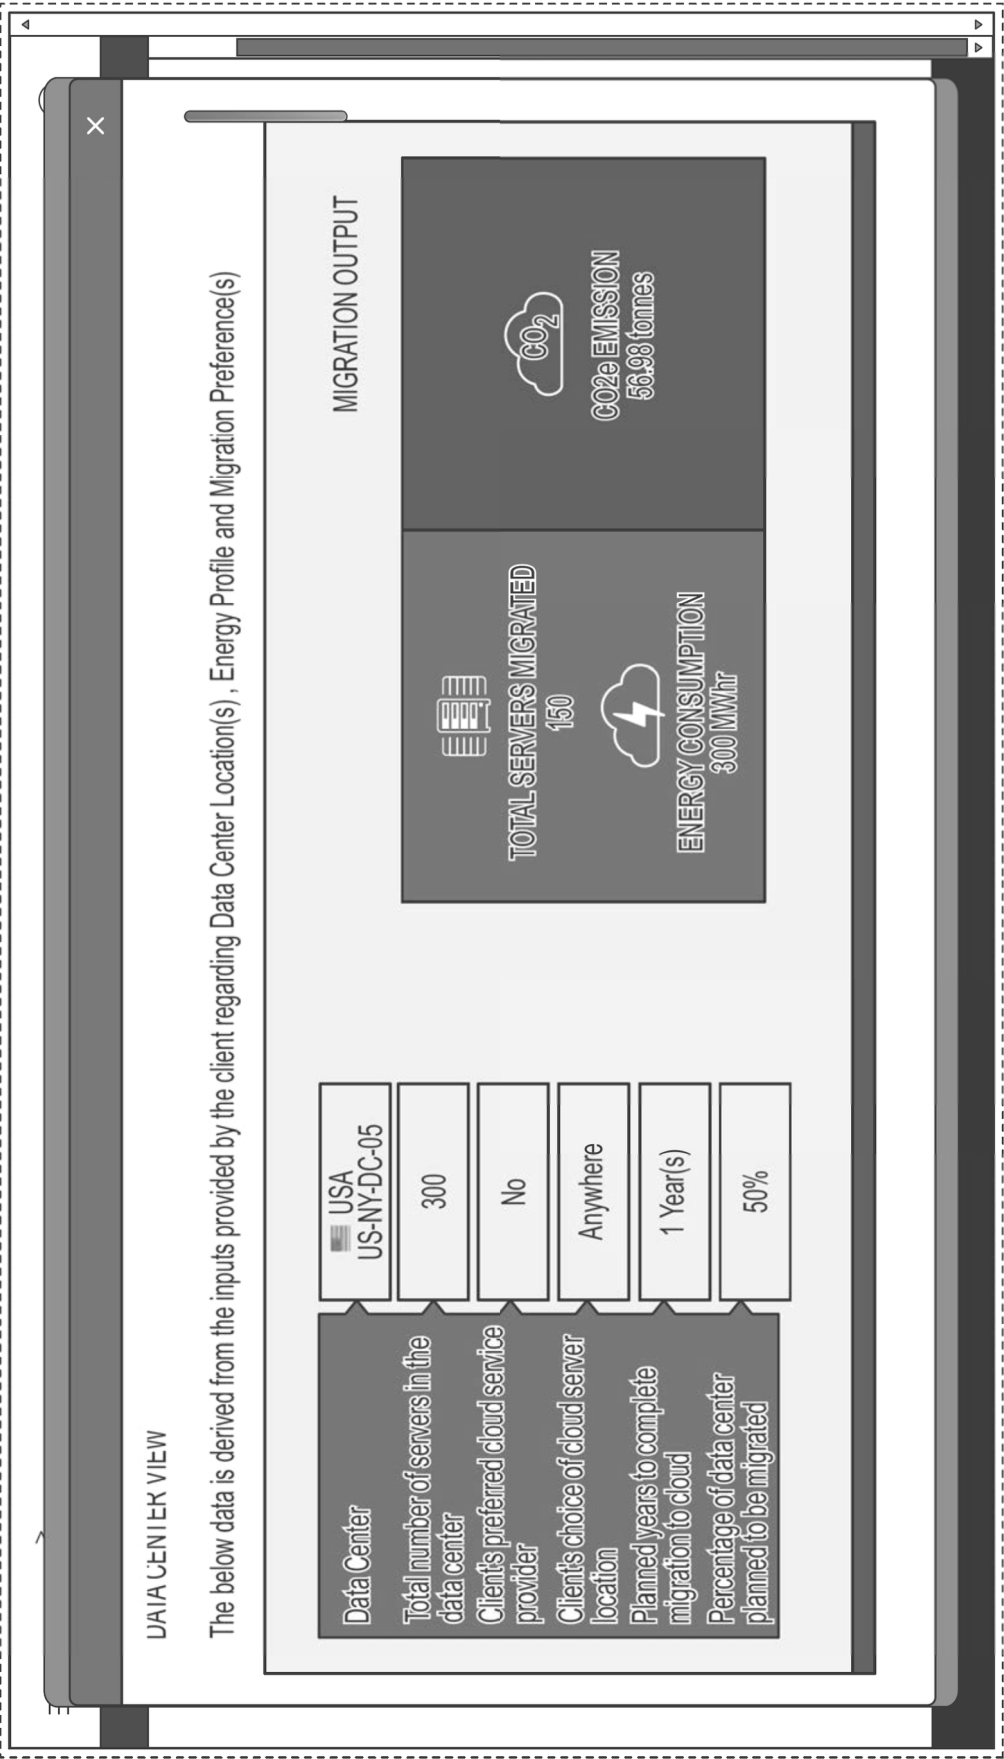 DATA CENTER VIEW
The below data is derived from the inputs provided by the client regarding Data Center Location(s) , Energy Profile and Migration Preference(s)
Data Center
USA
US-NY-DC-05
Total number of servers in the
data center
300
Client's preferred cloud service
provider
No
Client's choice of cloud server
location
Anywhere
Planned years to complete
migration to cloud
1 Year(s)
Percentage of data center
planned to be migrated
50%
MIGRATION OUTPUT
TOTAL SERVERS MIGRATED
150
ENERGY CONSUMPTION
300 MWhr
CO2
CO2e EMISSION
56.98 tonnes